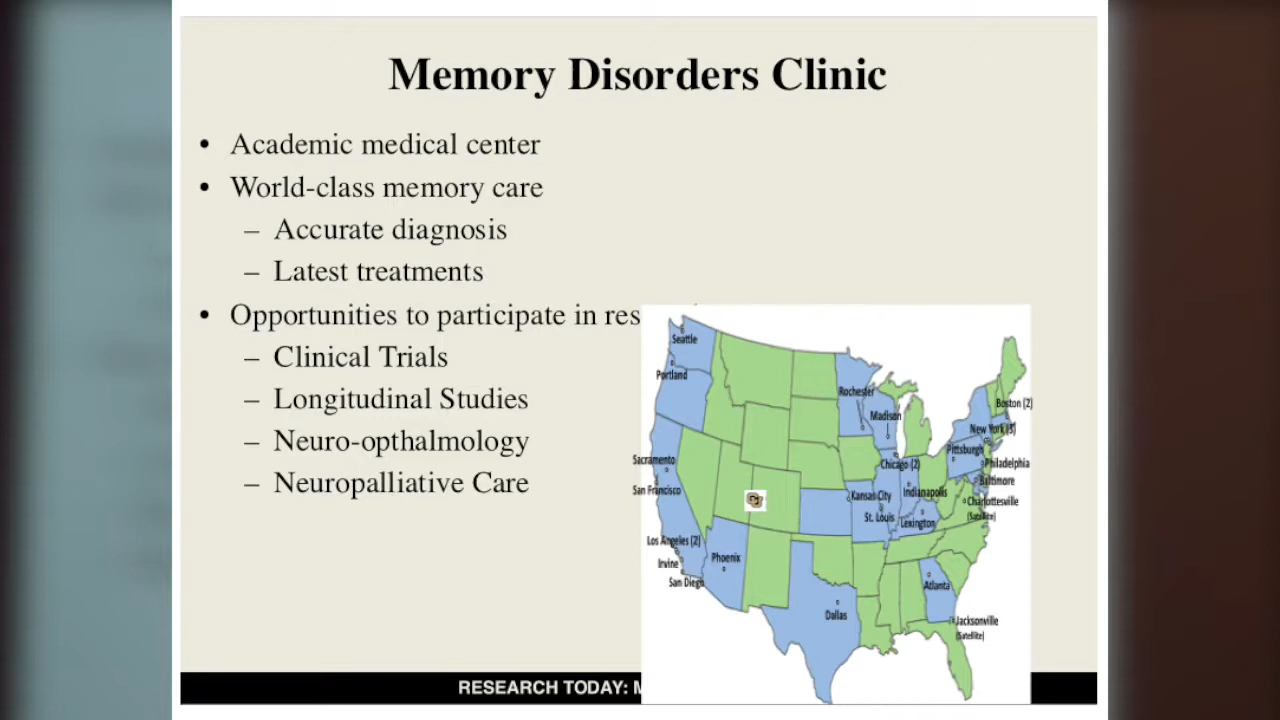 Memory Disorders Clinic
• Academic medical center
• World-class memory care
– Accurate diagnosis
– Latest treatments
• Opportunities to participate in res
– Clinical Trials
– Longitudinal Studies
– Neuro-opthalmology
– Neuropalliative Care
Seattle
Portland
Rochester
Madison
Boston (2)
New York (3)
Pittsburgh
Philadelphia
Chicago (2)
Sacramento
Baltimore
San Francisco
Kansas City
Indianapolis
Charlottesville
(Satellite)
St. Louis
Lexington
Los Angeles (2)
Phoenix
Irvine
San Diego
Atlanta
Dallas
Jacksonville
(Satellite)
CU
RESEARCH TODAY: M